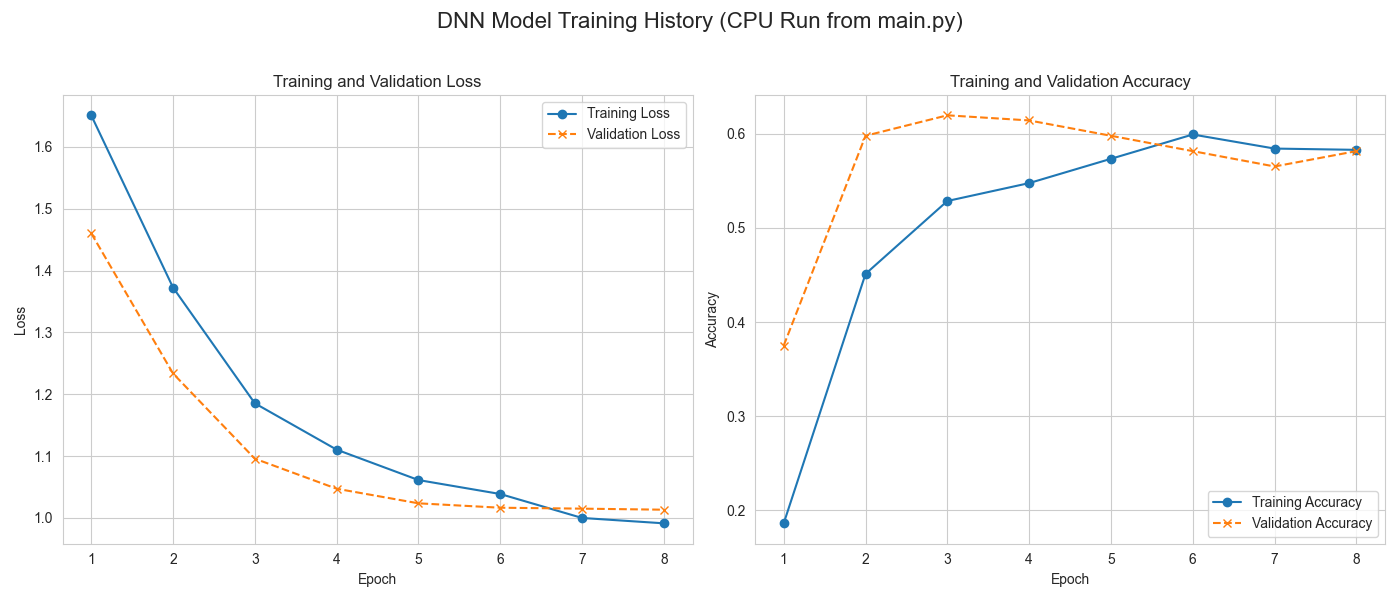 DNN Model Training History (CPU Run from main.py)
Training and Validation Loss
Training Loss
Validation Loss
1.6
1.5
1.4
1.3
1.2
1.1
1.0
Loss
1 2 3 4 5 6 7 8
Epoch
Training and Validation Accuracy
0.6
0.5
0.4
0.3
0.2
Accuracy
Training Accuracy
Validation Accuracy
1 2 3 4 5 6 7 8
Epoch